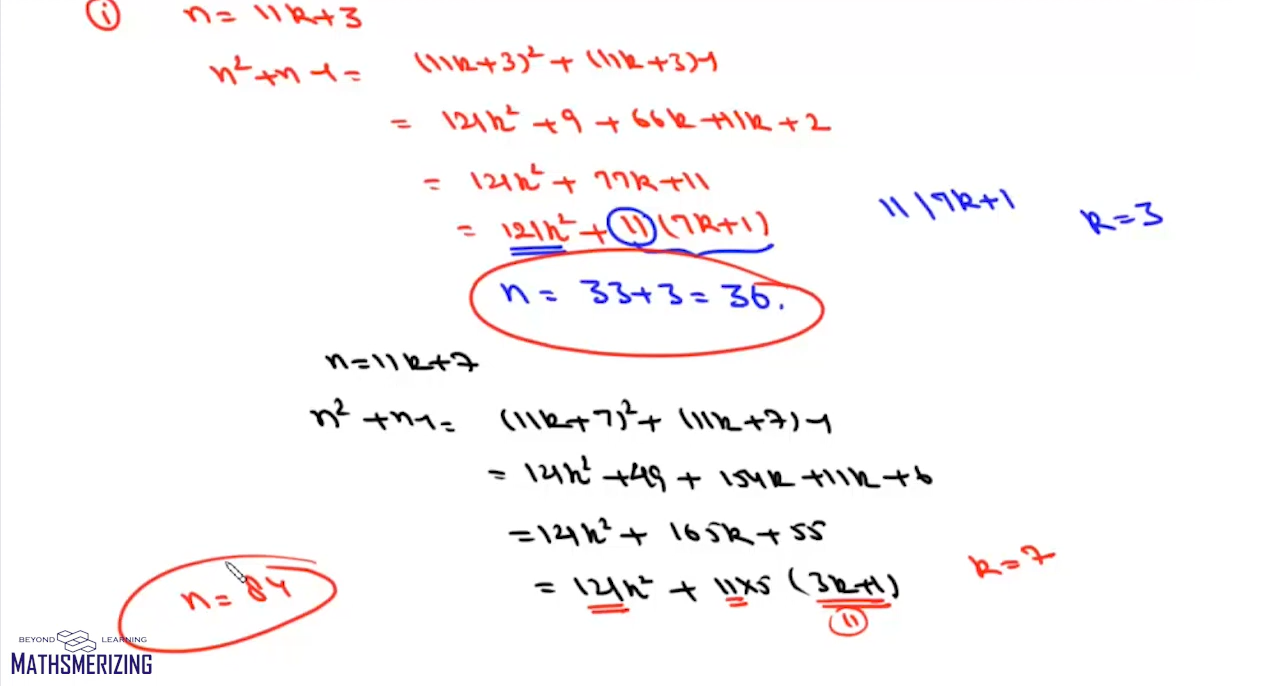 (i) n = 11k+3
n² + n - 1 = (11k+3)² + (11k+3) - 1
= 121k² + 9 + 66k + 11k + 2
= 121k² + 77k + 11
= 121k² + 11 (7k+1)
11 | 7k+1
k = 3
n = 33+3 = 36.
n = 11k+7
n² + n - 1 = (11k+7)² + (11k+7) - 1
= 121k² + 49 + 154k + 11k + 6
= 121k² + 165k + 55
= 121k² + 11×5 (3k+1)
11
k = 7
n = 84
BEYOND LEARNING
MATHSMERIZING